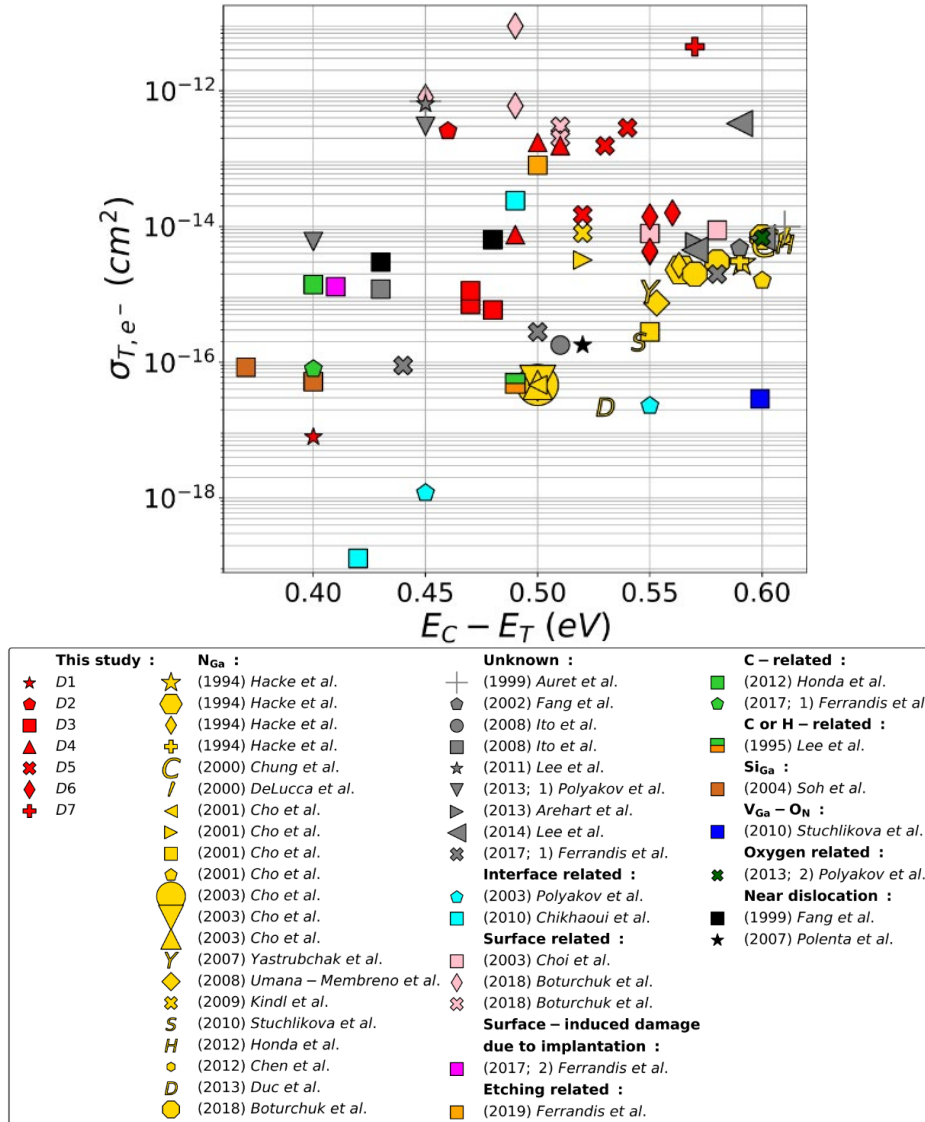 10⁻¹²
10⁻¹⁴
10⁻¹⁶
10⁻¹⁸
σ_{T, e⁻} (cm²)
0.40 0.45 0.50 0.55 0.60
E_C − E_T (eV)
Y
S
D
C
H
This study :
D1
D2
D3
D4
D5
D6
D7
N_{Ga} :
(1994) Hacke et al.
(1994) Hacke et al.
(1994) Hacke et al.
(1994) Hacke et al.
C (2000) Chung et al.
(2000) DeLucca et al.
(2001) Cho et al.
(2001) Cho et al.
(2001) Cho et al.
(2001) Cho et al.
(2003) Cho et al.
(2003) Cho et al.
(2003) Cho et al.
Y (2007) Yastrubchak et al.
(2008) Umana − Membreno et al.
(2009) Kindl et al.
S (2010) Stuchlikova et al.
H (2012) Honda et al.
(2012) Chen et al.
D (2013) Duc et al.
(2018) Boturchuk et al.
Unknown :
(1999) Auret et al.
(2002) Fang et al.
(2008) Ito et al.
(2008) Ito et al.
(2011) Lee et al.
(2013; 1) Polyakov et al.
(2013) Arehart et al.
(2014) Lee et al.
(2017; 1) Ferrandis et al.
Interface related :
(2003) Polyakov et al.
(2010) Chikhaoui et al.
Surface related :
(2003) Choi et al.
(2018) Boturchuk et al.
(2018) Boturchuk et al.
Surface − induced damage
due to implantation :
(2017; 2) Ferrandis et al.
Etching related :
(2019) Ferrandis et al.
C − related :
(2012) Honda et al.
(2017; 1) Ferrandis et al
C or H − related :
(1995) Lee et al.
Si_{Ga} :
(2004) Soh et al.
V_{Ga} − O_N :
(2010) Stuchlikova et al.
Oxygen related :
(2013; 2) Polyakov et al.
Near dislocation :
(1999) Fang et al.
(2007) Polenta et al.